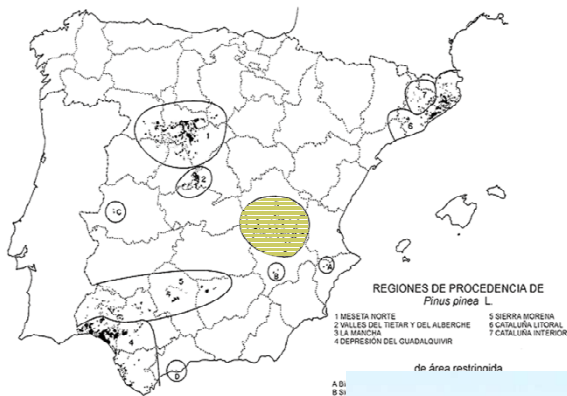 1
2
7
6
C
5
4
B
A
D
REGIONES DE PROCEDENCIA DE
Pinus pinea L.
1 MESETA NORTE
2 VALLES DEL TIETAR Y DEL ALBERCHE
3 LA MANCHA
4 DEPRESIÓN DEL GUADALQUIVIR
5 SIERRA MORENA
6 CATALUÑA LITORAL
7 CATALUÑA INTERIOR
de área restringida
A
B